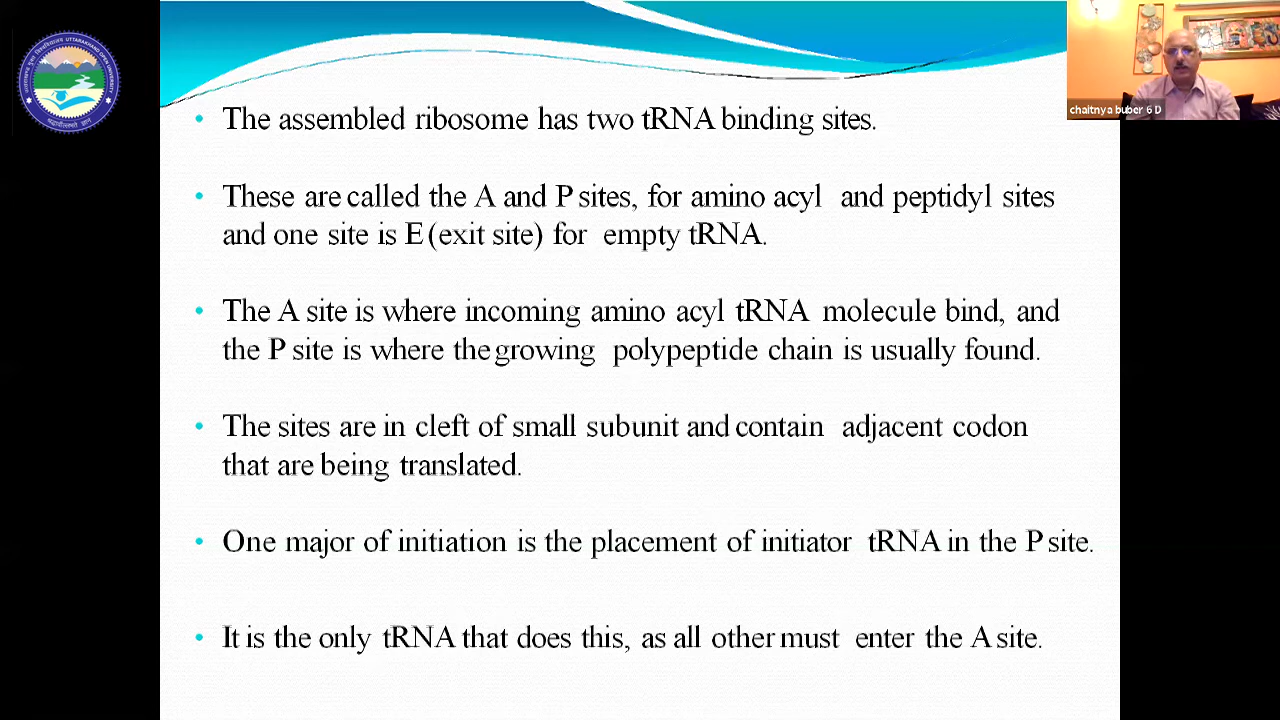 The assembled ribosome has two tRNA binding sites.
These are called the A and P sites, for amino acyl and peptidyl sites
and one site is E (exit site) for empty tRNA.
The A site is where incoming amino acyl tRNA molecule bind, and
the P site is where the growing polypeptide chain is usually found.
The sites are in cleft of small subunit and contain adjacent codon
that are being translated.
One major of initiation is the placement of initiator tRNA in the P site.
It is the only tRNA that does this, as all other must enter the A site.
chaitnya buber 6 D
UTTARAKHAND OPEN UNIVERSITY